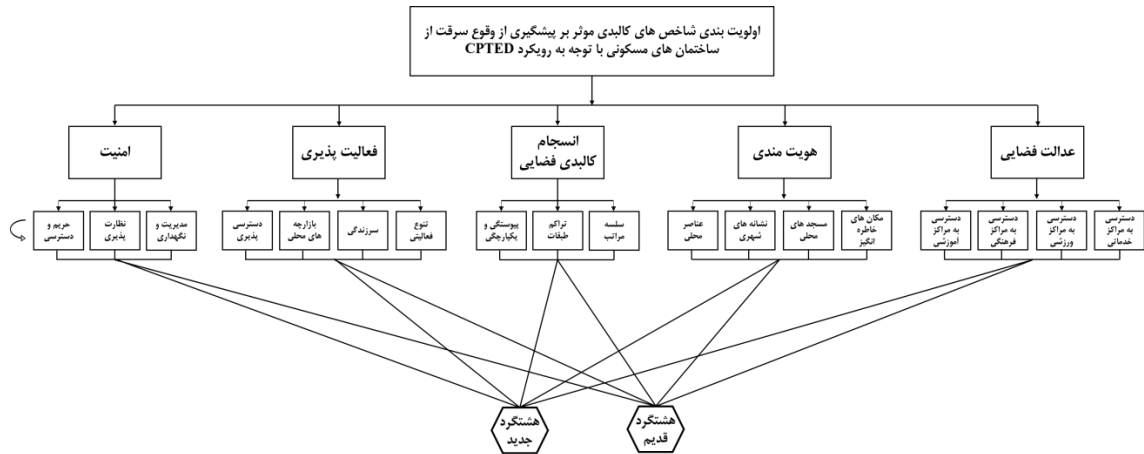 اولویت بندی شاخص های کالبدی موثر بر پیشگیری از وقوع سرقت از
ساختمان های مسکونی با توجه به رویکرد CPTED
عدالت فضایی
هویت مندی
انسجام
کالبدی فضایی
فعالیت پذیری
امنیت
دسترسی
به مراکز
خدماتی
دسترسی
به مراکز
ورزشی
دسترسی
به مراکز
فرهنگی
دسترسی
به مراکز
آموزشی
مکان های
خاطره
انگیز
مسجد های
محلی
نشانه های
شهری
عناصر
محلی
سلسه
مراتب
تراکم
طبقات
پیوستگی و
یکپارچگی
تنوع
فعالیتی
سرزندگی
بازارچه
های محلی
دسترسی
پذیری
مدیریت و
نگهداری
نظارت
پذیری
حریم و
دسترسی
هشتگرد
قدیم
هشتگرد
جدید